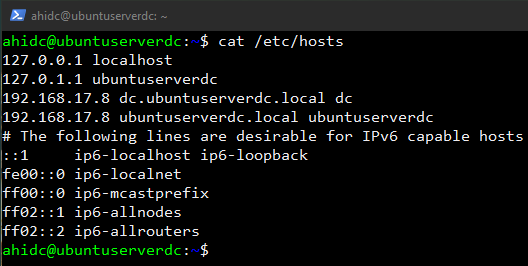 ahidc@ubuntuserverdc: ~
ahidc@ubuntuserverdc:~$ cat /etc/hosts
127.0.0.1 localhost
127.0.1.1 ubuntuserverdc
192.168.17.8 dc.ubuntuserverdc.local dc
192.168.17.8 ubuntuserverdc.local ubuntuserverdc
# The following lines are desirable for IPv6 capable hosts
::1     ip6-localhost ip6-loopback
fe00::0 ip6-localnet
ff00::0 ip6-mcastprefix
ff02::1 ip6-allnodes
ff02::2 ip6-allrouters
ahidc@ubuntuserverdc:~$